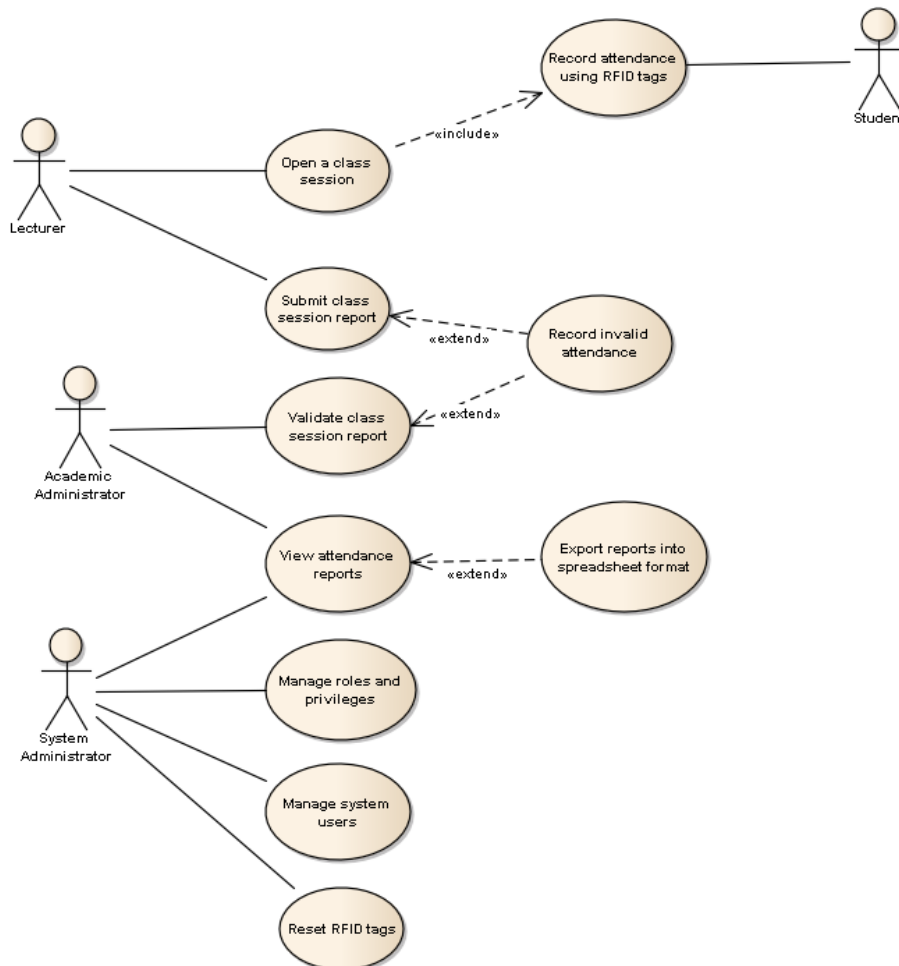 Record attendance
using RFID tags
Studen
«include»
Open a class
session
Lecturer
Submit class
session report
«extend»
Record invalid
attendance
Validate class
session report
«extend»
Academic
Administrator
View attendance
reports
«extend»
Export reports into
spreadsheet format
Manage roles and
privileges
System
Administrator
Manage system
users
Reset RFID tags